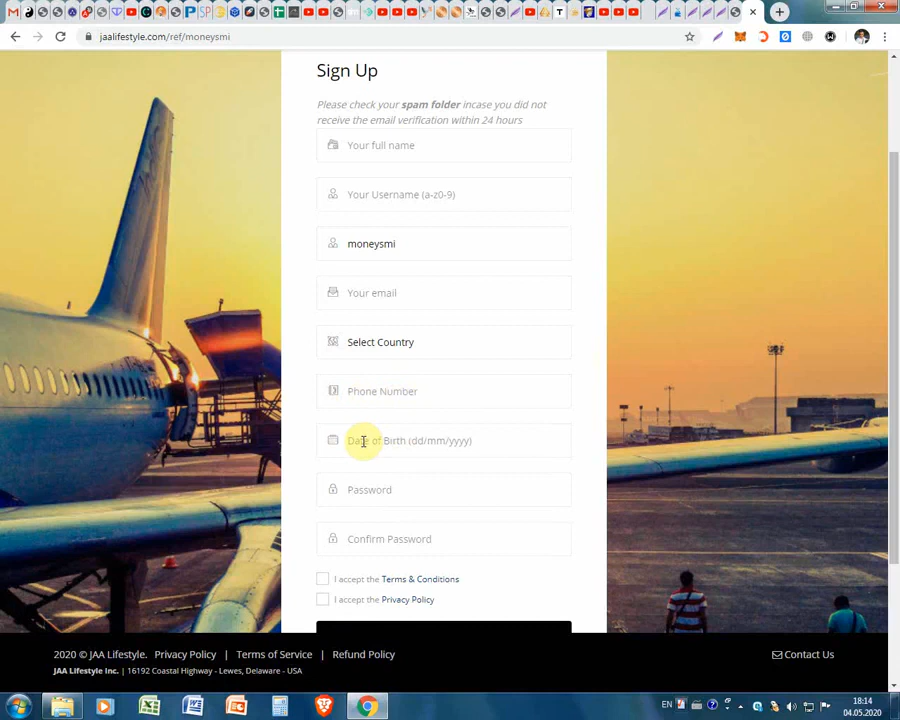 jaalifestyle.com/ref/moneysmi
Sign Up
Please check your spam folder incase you did not
receive the email verification within 24 hours
Your full name
Your Username (a-z0-9)
moneysmi
Your email
Select Country
Phone Number
Date of Birth (dd/mm/yyyy)
Password
Confirm Password
I accept the Terms & Conditions
I accept the Privacy Policy
2020 © JAA Lifestyle. Privacy Policy | Terms of Service | Refund Policy
Contact Us
JAA Lifestyle Inc. | 16192 Coastal Highway - Lewes, Delaware - USA
EN
18:14
04.05.2020